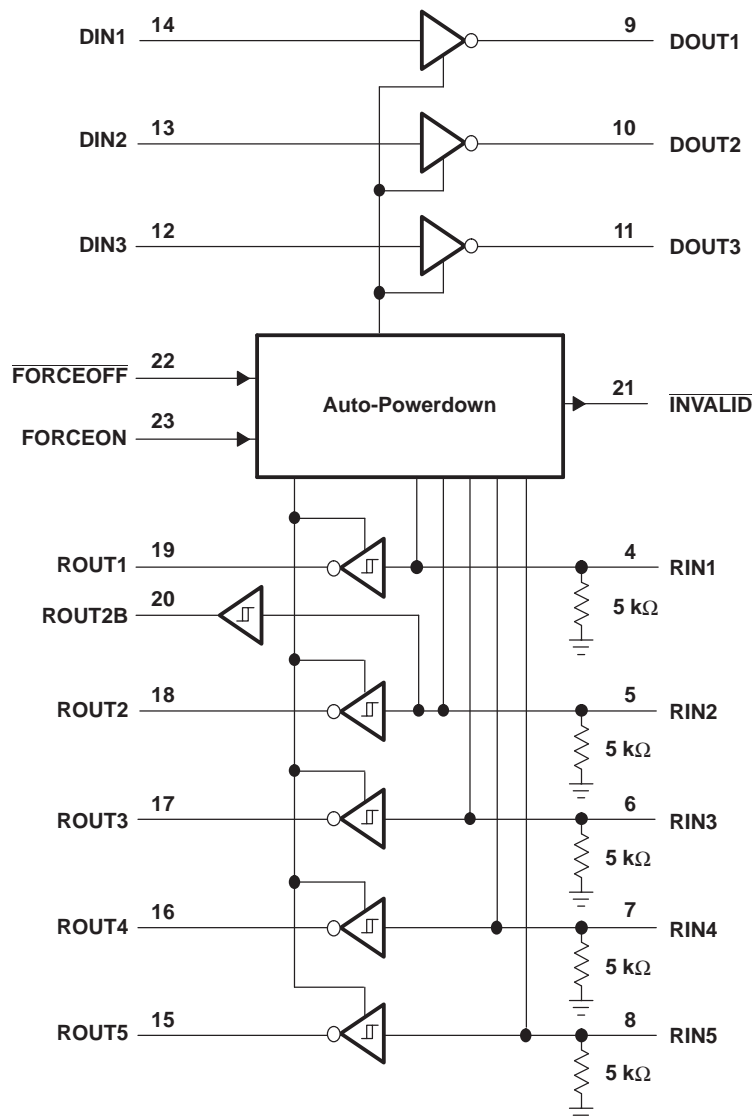 DIN1 14 9 DOUT1
DIN2 13 10 DOUT2
DIN3 12 11 DOUT3
FORCEOFF 22
Auto-Powerdown
21 INVALID
FORCEON 23
ROUT1 19 4 RIN1
5 kΩ
ROUT2B 20
ROUT2 18 5 RIN2
5 kΩ
ROUT3 17 6 RIN3
5 kΩ
ROUT4 16 7 RIN4
5 kΩ
ROUT5 15 8 RIN5
5 kΩ